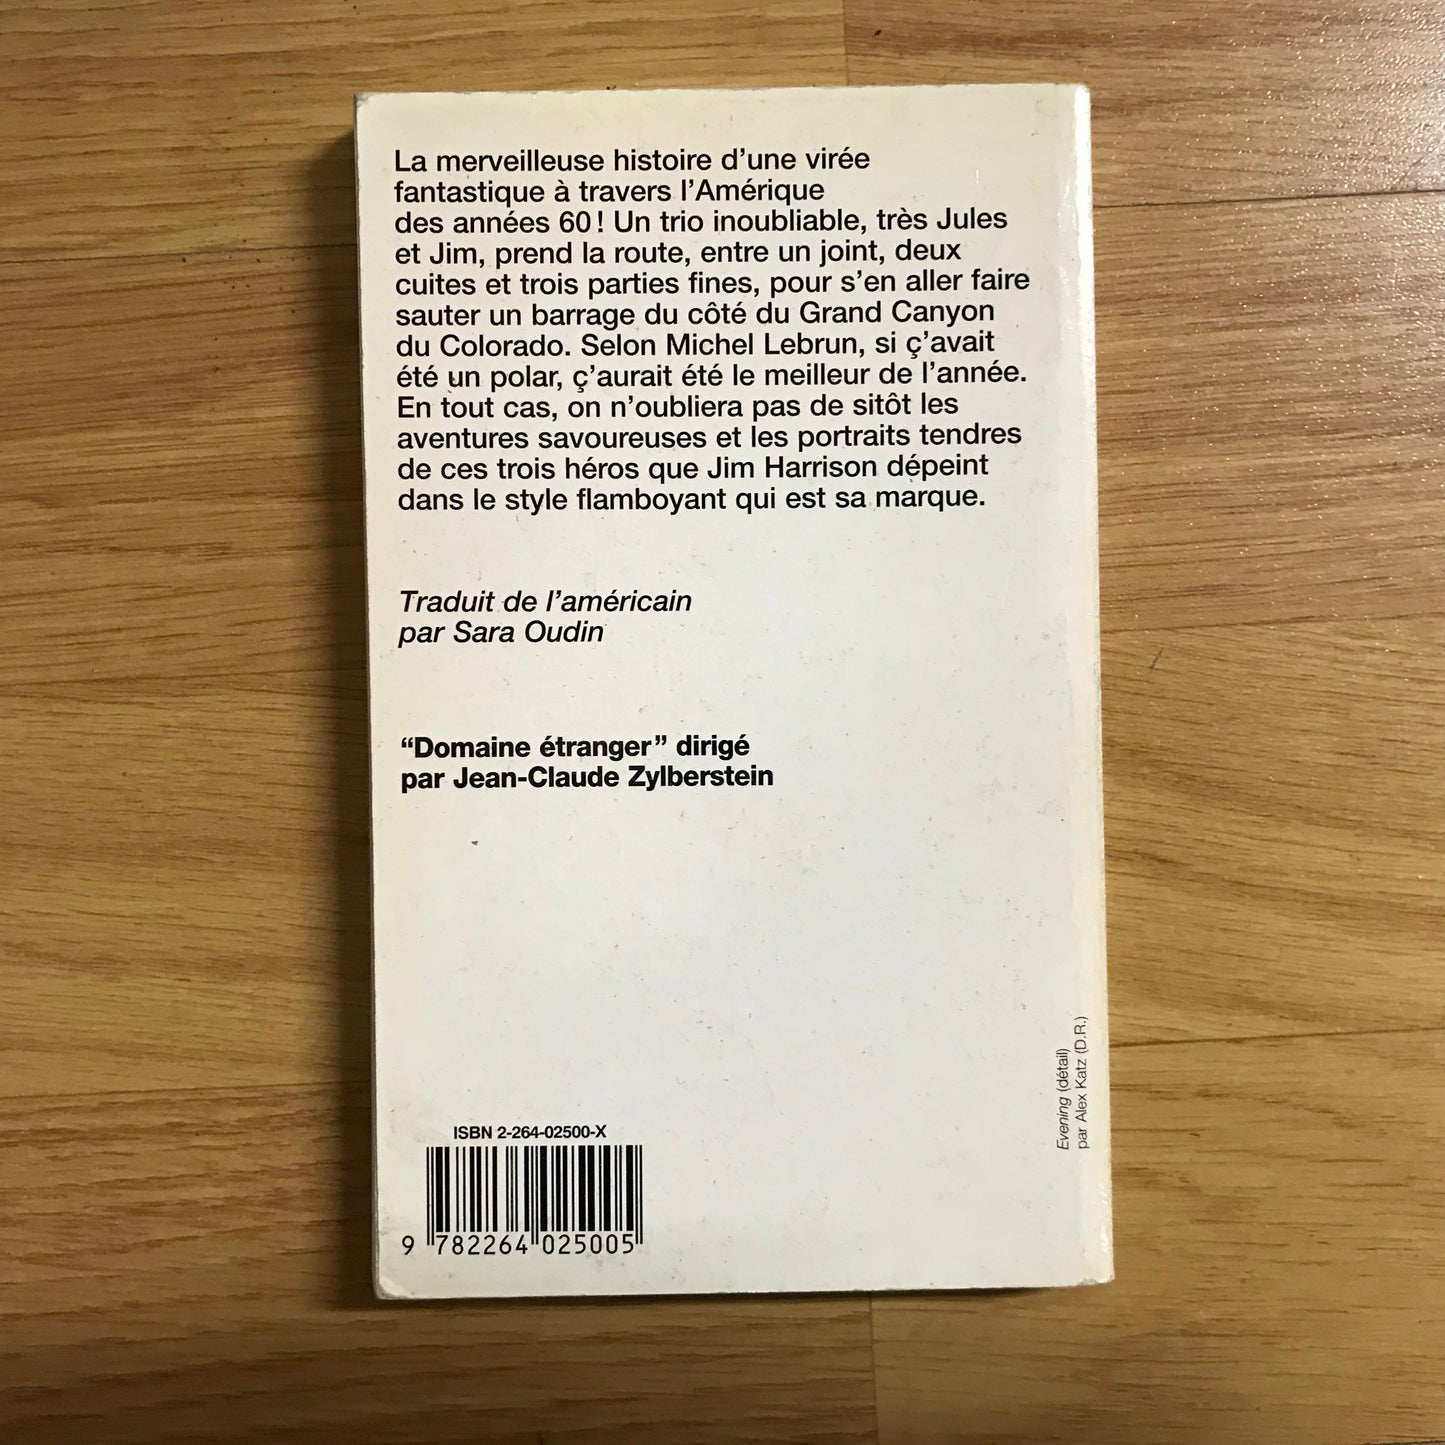 La merveilleuse histoire d'une virée
fantastique à travers l'Amérique
des années 60 ! Un trio inoubliable, très Jules
et Jim, prend la route, entre un joint, deux
cuites et trois parties fines, pour s'en aller faire
sauter un barrage du côté du Grand Canyon
du Colorado. Selon Michel Lebrun, si ç'avait
été un polar, ç'aurait été le meilleur de l'année.
En tout cas, on n'oubliera pas de sitôt les
aventures savoureuses et les portraits tendres
de ces trois héros que Jim Harrison dépeint
dans le style flamboyant qui est sa marque.
Traduit de l'américain
par Sara Oudin
“Domaine étranger” dirigé
par Jean-Claude Zylberstein
Evening (détail)
par Alex Katz (D.R.)
ISBN 2-264-02500-X
9 782264 025005